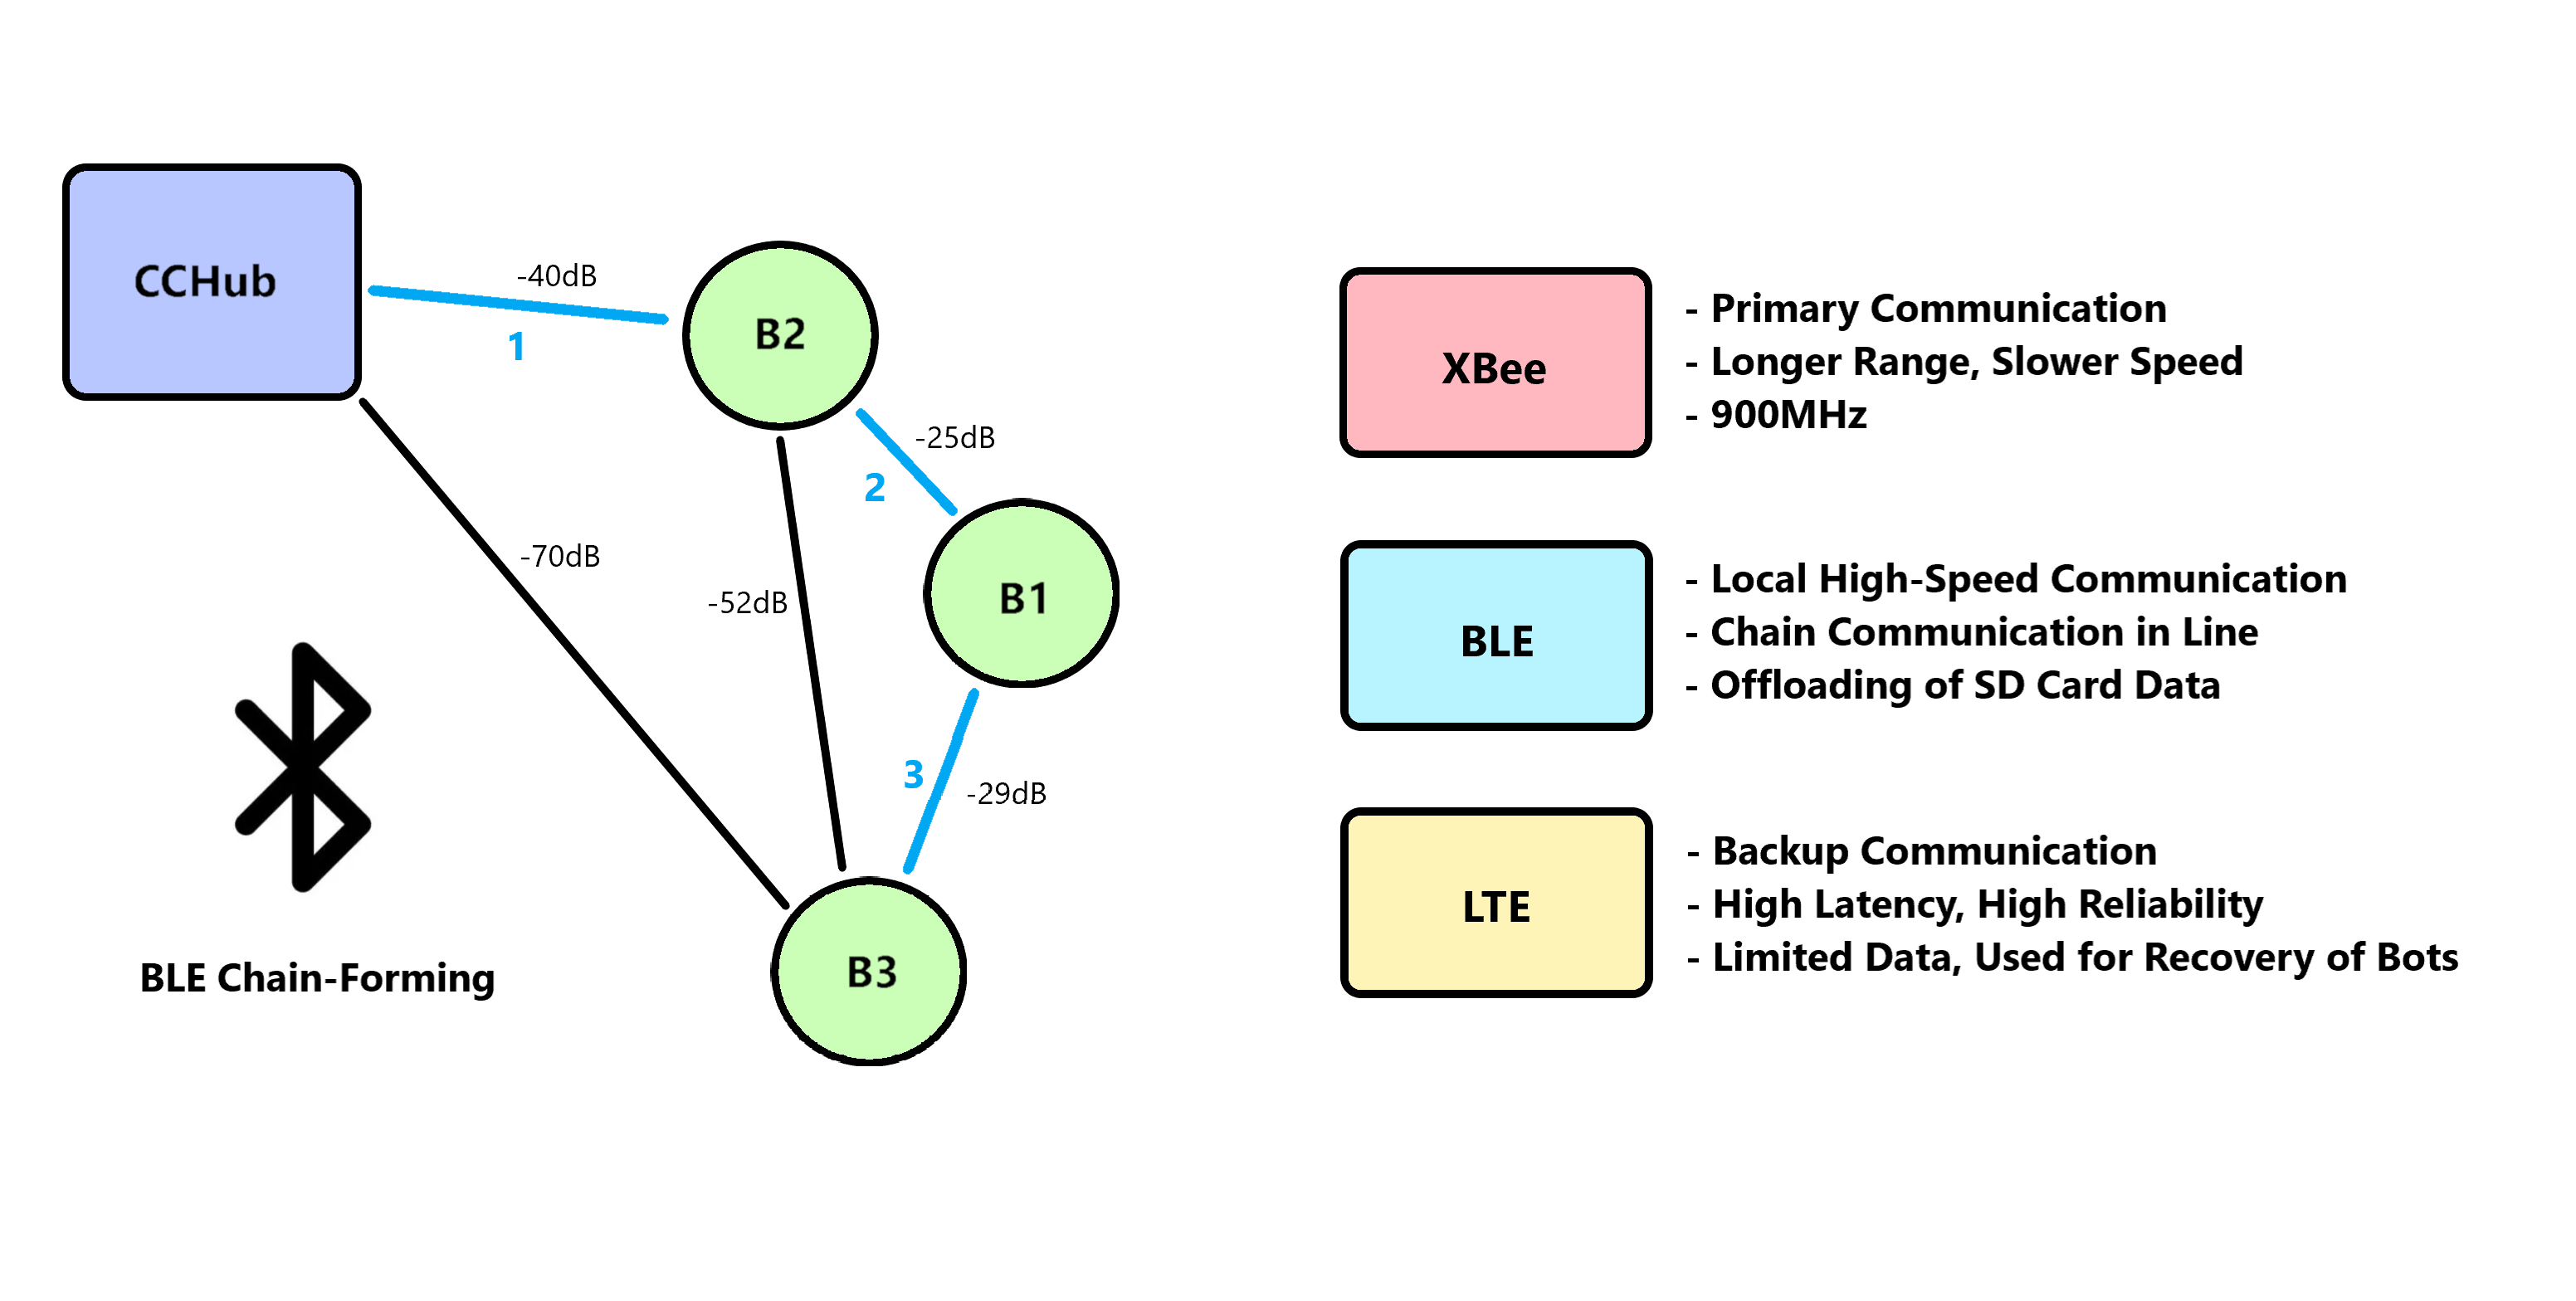 CCHub
-40dB
1
B2
-25dB
2
-70dB
-52dB
B1
3
-29dB
B3
BLE Chain-Forming
XBee
- Primary Communication
- Longer Range, Slower Speed
- 900MHz
BLE
- Local High-Speed Communication
- Chain Communication in Line
- Offloading of SD Card Data
LTE
- Backup Communication
- High Latency, High Reliability
- Limited Data, Used for Recovery of Bots